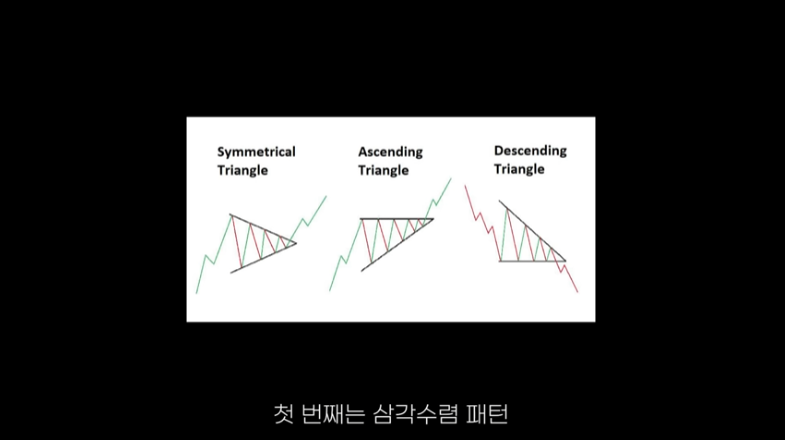 Symmetrical
Triangle
Ascending
Triangle
Descending
Triangle
첫 번째는 삼각수렴 패턴